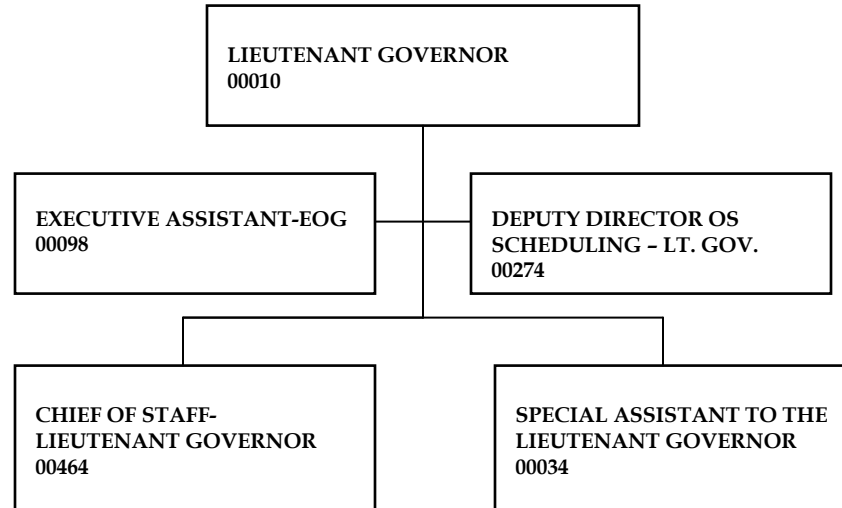 LIEUTENANT GOVERNOR
00010
EXECUTIVE ASSISTANT-EOG
00098
DEPUTY DIRECTOR OS
SCHEDULING – LT. GOV.
00274
CHIEF OF STAFF-
LIEUTENANT GOVERNOR
00464
SPECIAL ASSISTANT TO THE
LIEUTENANT GOVERNOR
00034